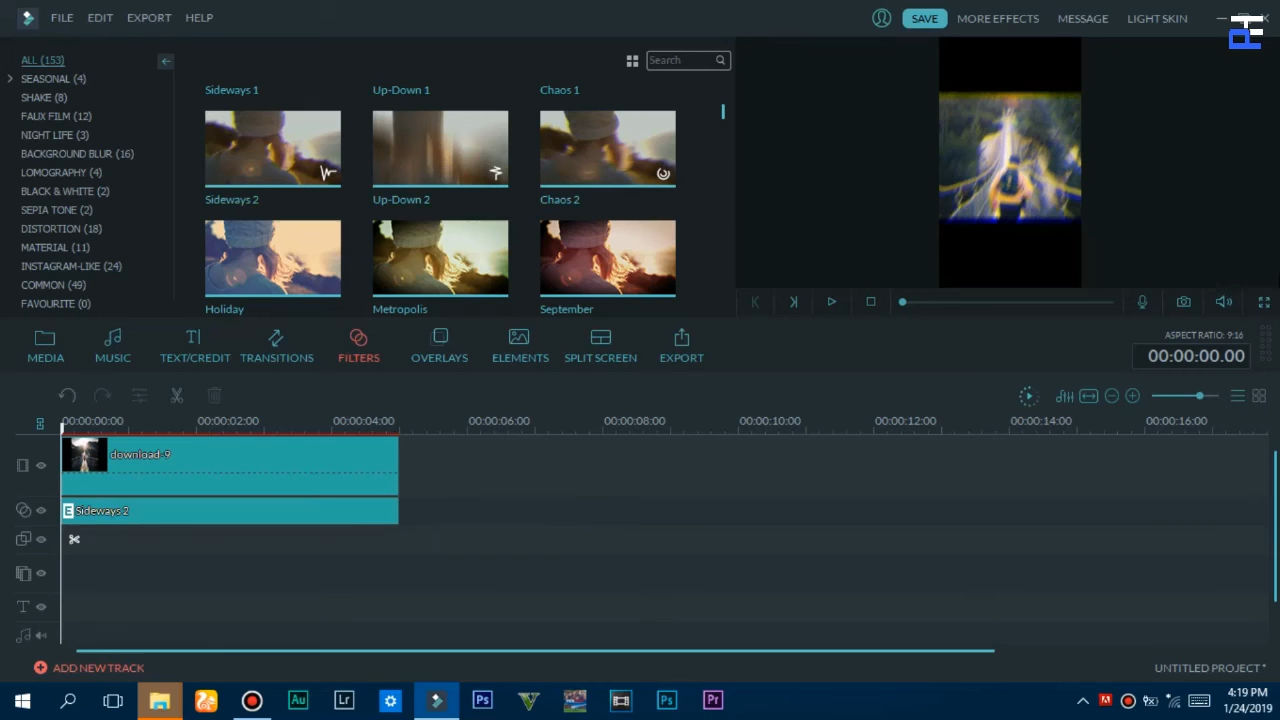 FILE EDIT EXPORT HELP
SAVE MORE EFFECTS MESSAGE LIGHT SKIN
PH
ALL (153)
SEASONAL (4)
SHAKE (8)
FAUX FILM (12)
NIGHT LIFE (3)
BACKGROUND BLUR (16)
LOMOGRAPHY (4)
BLACK & WHITE (2)
SEPIA TONE (2)
DISTORTION (18)
MATERIAL (11)
INSTAGRAM-LIKE (24)
COMMON (49)
FAVOURITE (0)
Search
Sideways 1 Up-Down 1 Chaos 1
Sideways 2 Up-Down 2 Chaos 2
Holiday Metropolis September
MEDIA MUSIC TEXT/CREDIT TRANSITIONS FILTERS OVERLAYS ELEMENTS SPLIT SCREEN EXPORT
ASPECT RATIO: 9:16
00:00:00.00
00:00:00:00 00:00:02:00 00:00:04:00 00:00:06:00 00:00:08:00 00:00:10:00 00:00:12:00 00:00:14:00 00:00:16:00
download-9
E Sideways 2
ADD NEW TRACK
UNTITLED PROJECT *
Au Lr Ps Ps Pr
4:19 PM
1/24/2019